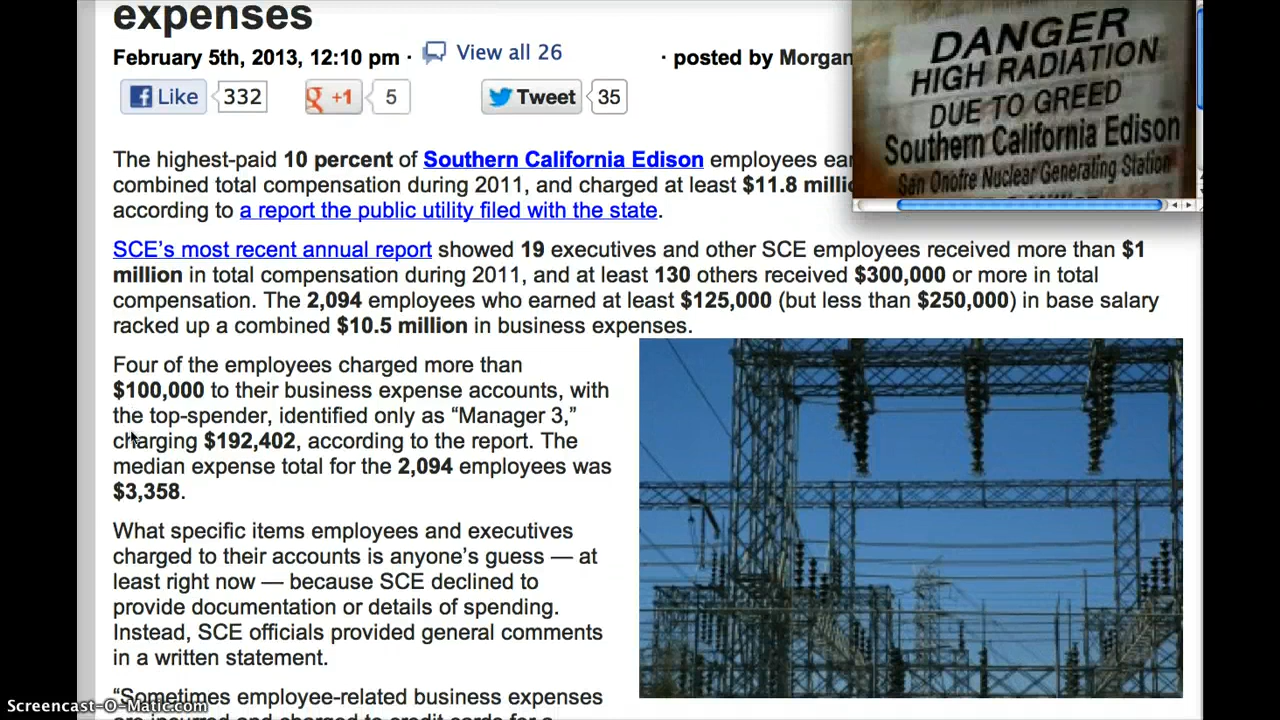 expenses
February 5th, 2013, 12:10 pm · View all 26 · posted by Morgan
Like 332 +1 5 Tweet 35
DANGER
HIGH RADIATION
DUE TO GREED
Southern California Edison
San Onofre Nuclear Generating Station
The highest-paid 10 percent of Southern California Edison employees ear
combined total compensation during 2011, and charged at least $11.8 millio
according to a report the public utility filed with the state.
SCE’s most recent annual report showed 19 executives and other SCE employees received more than $1
million in total compensation during 2011, and at least 130 others received $300,000 or more in total
compensation. The 2,094 employees who earned at least $125,000 (but less than $250,000) in base salary
racked up a combined $10.5 million in business expenses.
Four of the employees charged more than
$100,000 to their business expense accounts, with
the top-spender, identified only as “Manager 3,”
charging $192,402, according to the report. The
median expense total for the 2,094 employees was
$3,358.
What specific items employees and executives
charged to their accounts is anyone’s guess — at
least right now — because SCE declined to
provide documentation or details of spending.
Instead, SCE officials provided general comments
in a written statement.
“Sometimes employee-related business expenses
are incurred and charged to credit cards for a
Screencast-O-Matic.com